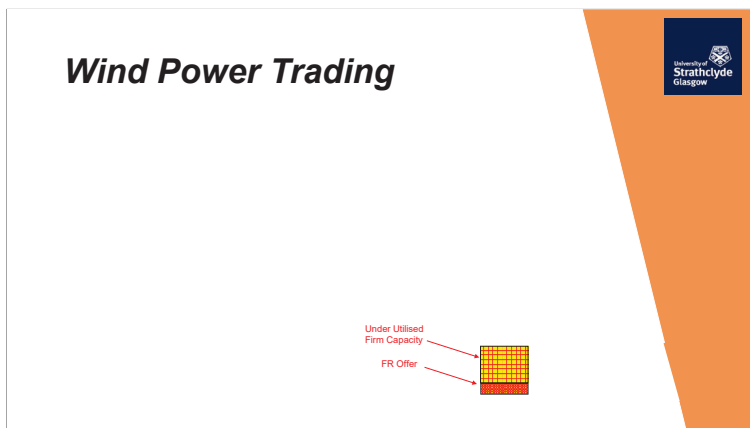 Wind Power Trading
University of
Strathclyde
Glasgow
Under Utilised
Firm Capacity
FR Offer